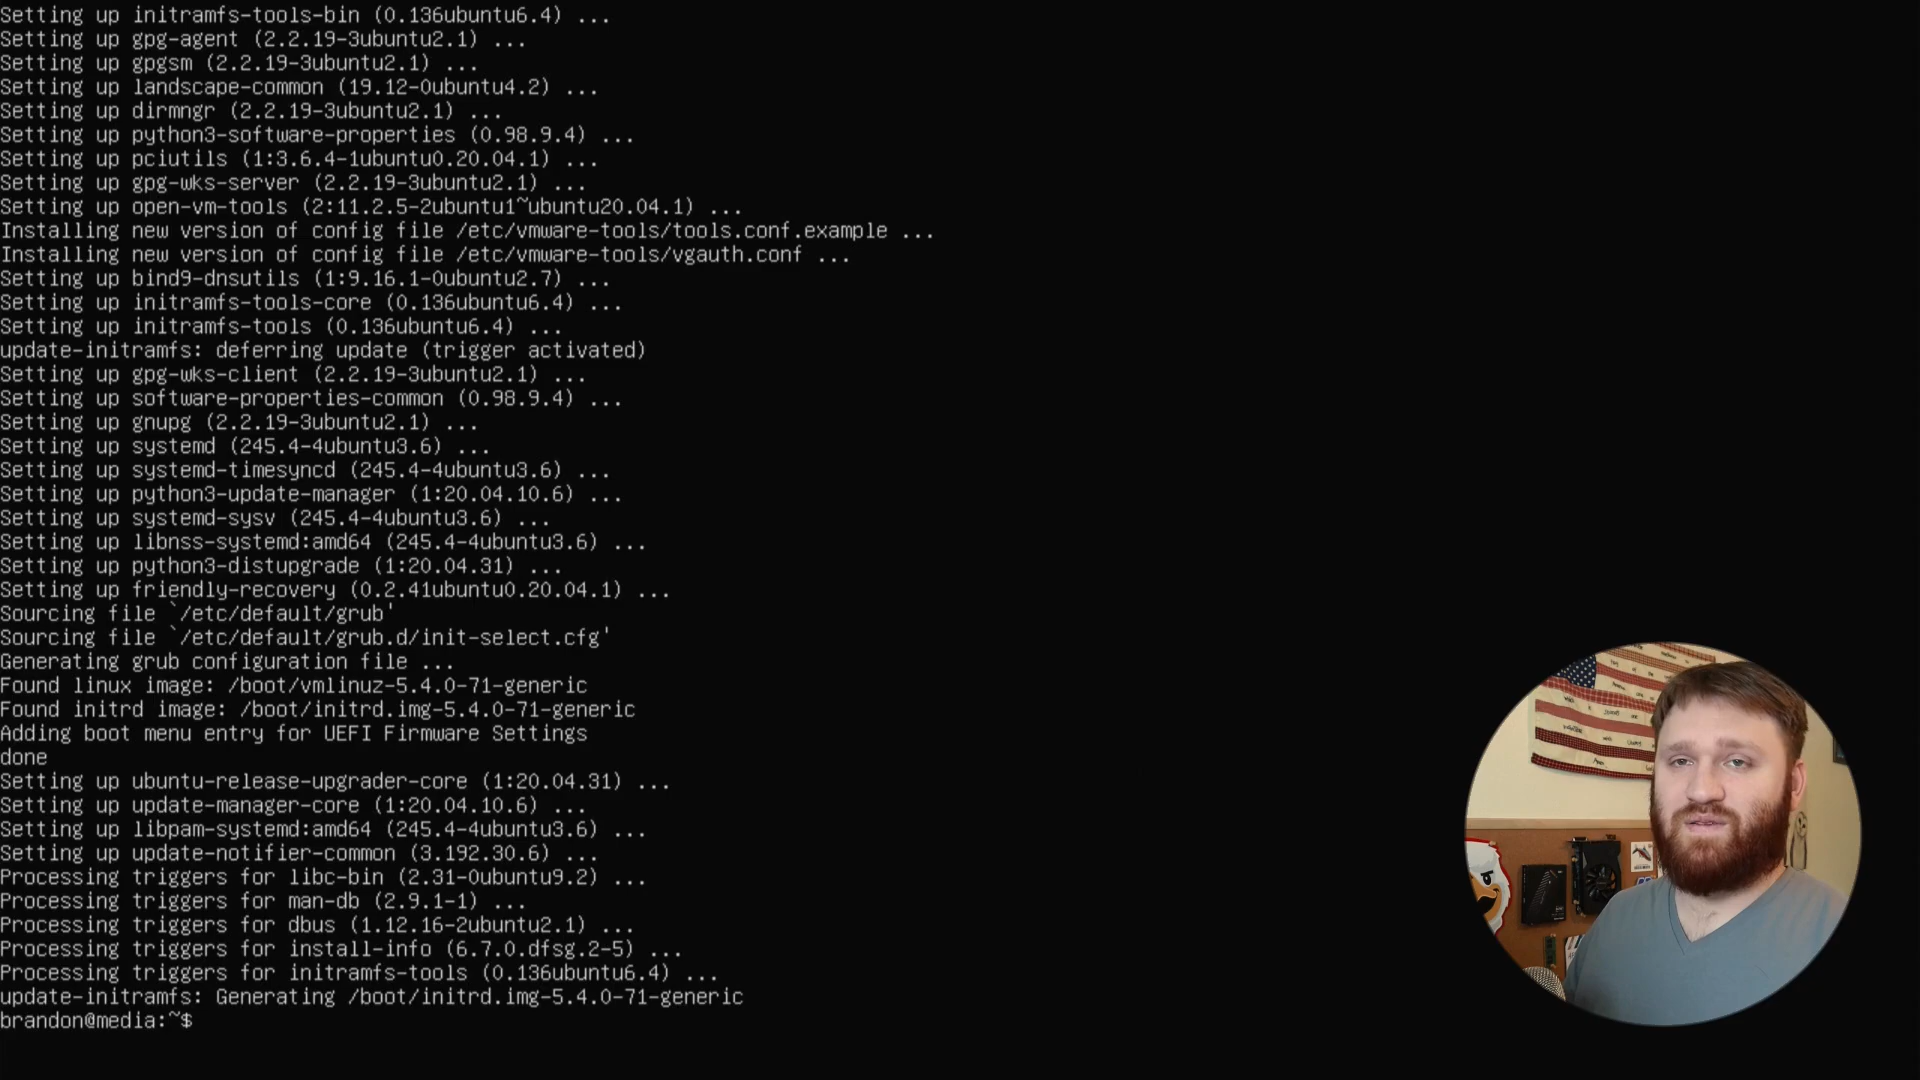 Setting up initramfs-tools-bin (0.136ubuntu6.4) ...
Setting up gpg-agent (2.2.19-3ubuntu2.1) ...
Setting up gpgsm (2.2.19-3ubuntu2.1) ...
Setting up landscape-common (19.12-0ubuntu4.2) ...
Setting up dirmngr (2.2.19-3ubuntu2.1) ...
Setting up python3-software-properties (0.98.9.4) ...
Setting up pciutils (1:3.6.4-1ubuntu0.20.04.1) ...
Setting up gpg-wks-server (2.2.19-3ubuntu2.1) ...
Setting up open-vm-tools (2:11.2.5-2ubuntu1~ubuntu20.04.1) ...
Installing new version of config file /etc/vmware-tools/tools.conf.example ...
Installing new version of config file /etc/vmware-tools/vgauth.conf ...
Setting up bind9-dnsutils (1:9.16.1-0ubuntu2.7) ...
Setting up initramfs-tools-core (0.136ubuntu6.4) ...
Setting up initramfs-tools (0.136ubuntu6.4) ...
update-initramfs: deferring update (trigger activated)
Setting up gpg-wks-client (2.2.19-3ubuntu2.1) ...
Setting up software-properties-common (0.98.9.4) ...
Setting up gnupg (2.2.19-3ubuntu2.1) ...
Setting up systemd (245.4-4ubuntu3.6) ...
Setting up systemd-timesyncd (245.4-4ubuntu3.6) ...
Setting up python3-update-manager (1:20.04.10.6) ...
Setting up systemd-sysv (245.4-4ubuntu3.6) ...
Setting up libnss-systemd:amd64 (245.4-4ubuntu3.6) ...
Setting up python3-distupgrade (1:20.04.31) ...
Setting up friendly-recovery (0.2.41ubuntu0.20.04.1) ...
Sourcing file `/etc/default/grub'
Sourcing file `/etc/default/grub.d/init-select.cfg'
Generating grub configuration file ...
Found linux image: /boot/vmlinuz-5.4.0-71-generic
Found initrd image: /boot/initrd.img-5.4.0-71-generic
Adding boot menu entry for UEFI Firmware Settings
done
Setting up ubuntu-release-upgrader-core (1:20.04.31) ...
Setting up update-manager-core (1:20.04.10.6) ...
Setting up libpam-systemd:amd64 (245.4-4ubuntu3.6) ...
Setting up update-notifier-common (3.192.30.6) ...
Processing triggers for libc-bin (2.31-0ubuntu9.2) ...
Processing triggers for man-db (2.9.1-1) ...
Processing triggers for dbus (1.12.16-2ubuntu2.1) ...
Processing triggers for install-info (6.7.0.dfsg.2-5) ...
Processing triggers for initramfs-tools (0.136ubuntu6.4) ...
update-initramfs: Generating /boot/initrd.img-5.4.0-71-generic
brandon@media:~$